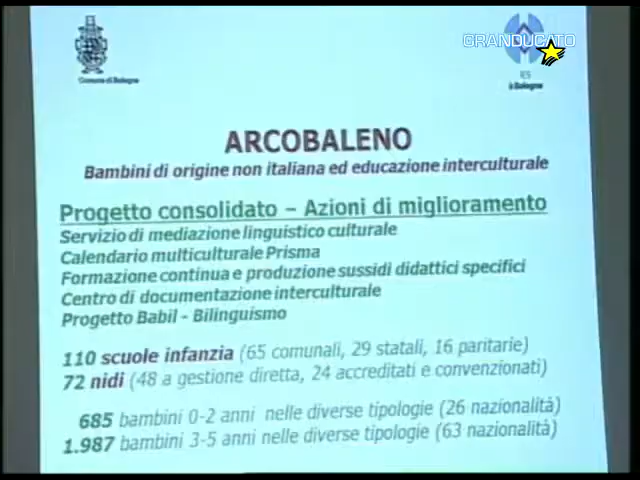 GRANDUCATO
Comune di Bologna
IES
à Bologna
ARCOBALENO
Bambini di origine non italiana ed educazione interculturale
Progetto consolidato – Azioni di miglioramento
Servizio di mediazione linguistico culturale
Calendario multiculturale Prisma
Formazione continua e produzione sussidi didattici specifici
Centro di documentazione interculturale
Progetto Babil - Bilinguismo
110 scuole infanzia (65 comunali, 29 statali, 16 paritarie)
72 nidi (48 a gestione diretta, 24 accreditati e convenzionati)
685 bambini 0-2 anni nelle diverse tipologie (26 nazionalità)
1.987 bambini 3-5 anni nelle diverse tipologie (63 nazionalità)